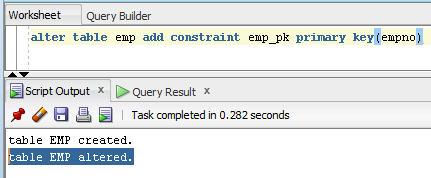 Worksheet Query Builder
alter table emp add constraint emp_pk primary key(empno)
Script Output x Query Result x
Task completed in 0.282 seconds
table EMP created.
table EMP altered.